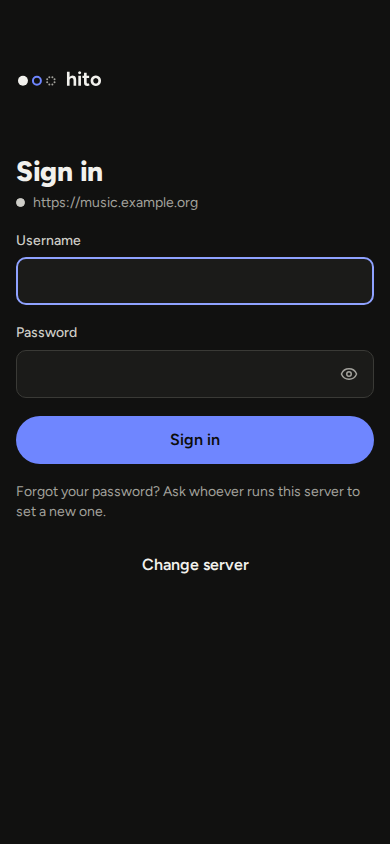 hito
Sign in
https://music.example.org
Username
Password
Sign in
Forgot your password? Ask whoever runs this server to
set a new one.
Change server